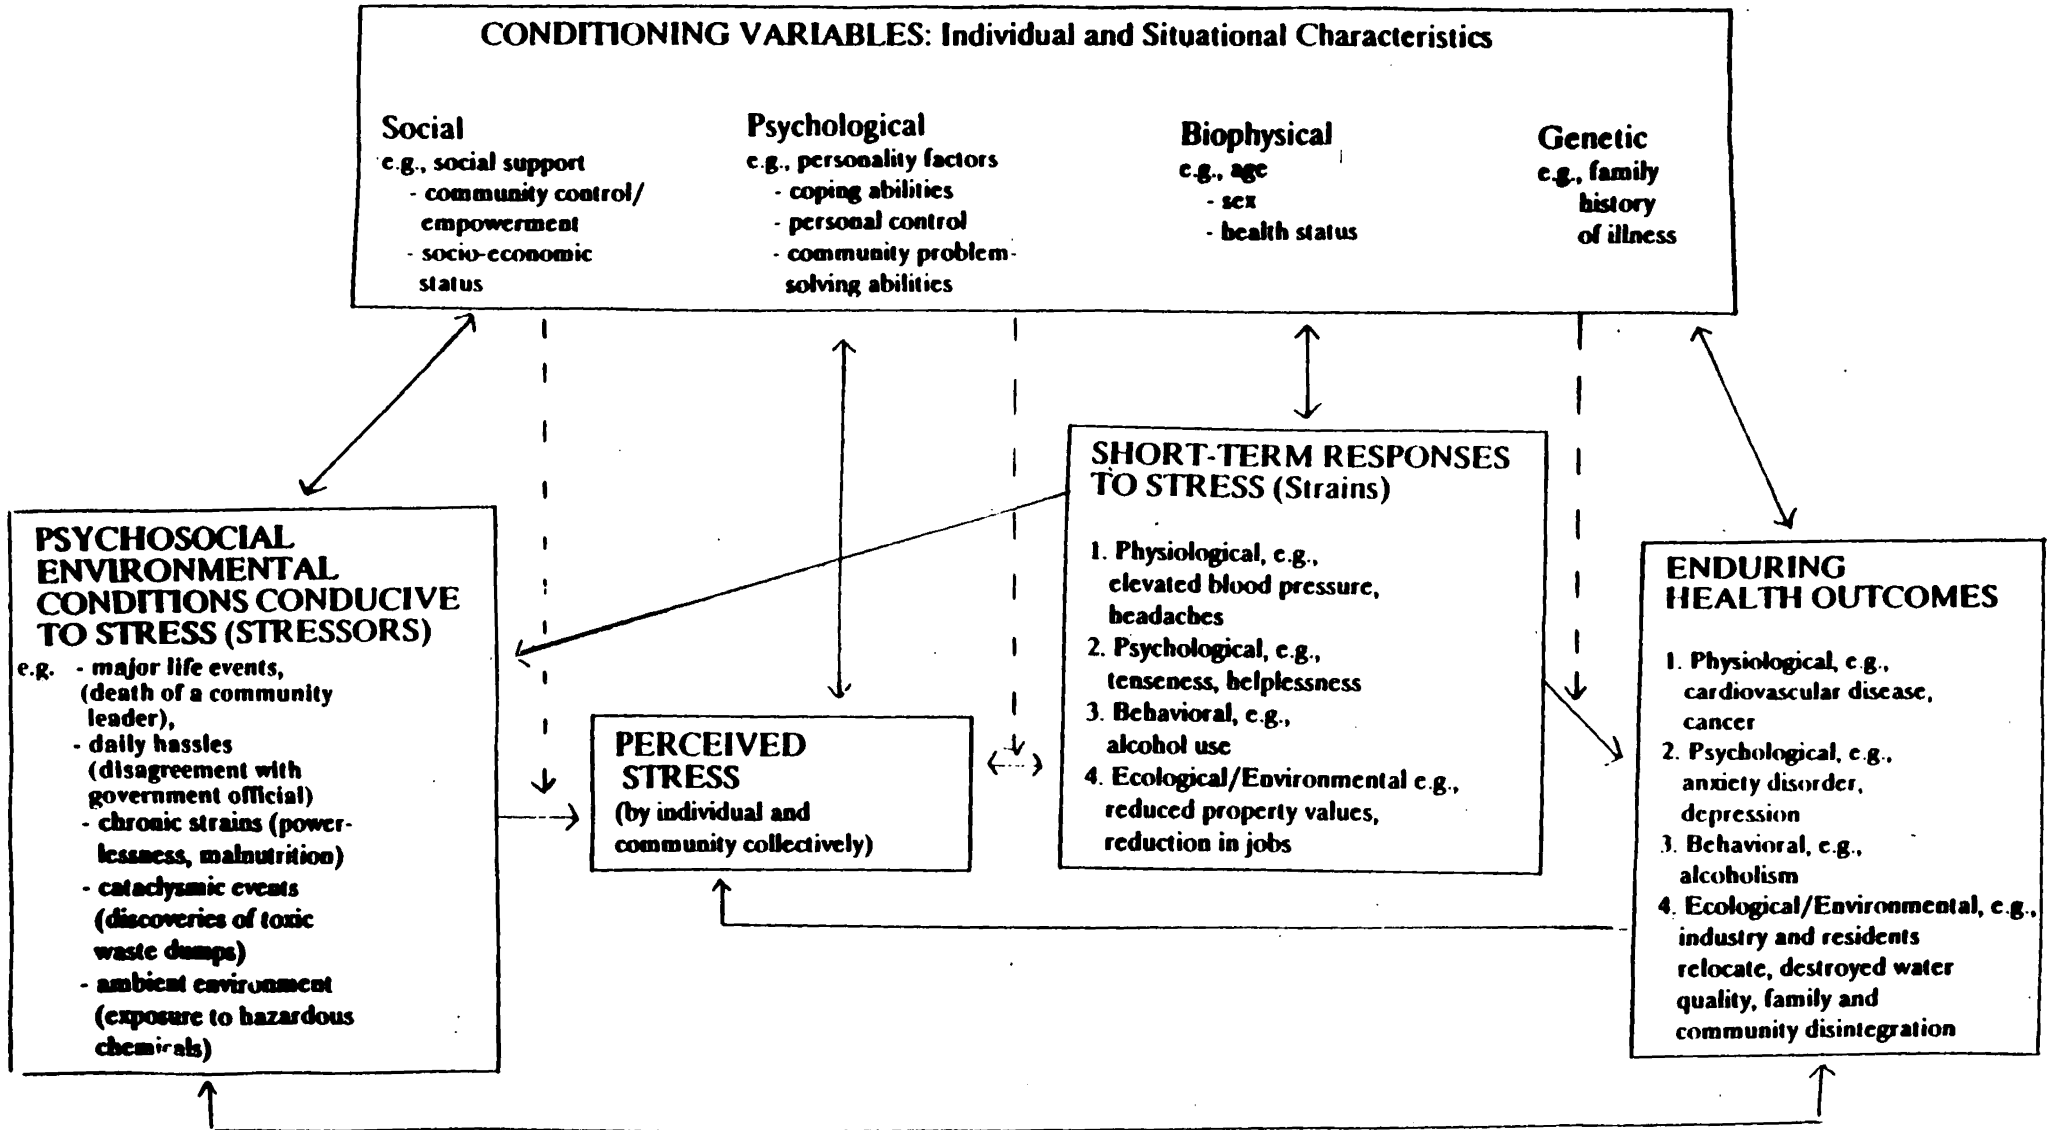 CONDITIONING VARIABLES: Individual and Situational Characteristics
Social
e.g., social support
- community control/
empowerment
- socio-economic
status
Psychological
e.g., personality factors
- coping abilities
- personal control
- community problem-
solving abilities
Biophysical
e.g., age
- sex
- health status
Genetic
e.g., family
history
of illness
PSYCHOSOCIAL
ENVIRONMENTAL
CONDITIONS CONDUCIVE
TO STRESS (STRESSORS)
e.g. - major life events,
(death of a community
leader),
- daily hassles
(disagreement with
government official)
- chronic strains (power-
lessness, malnutrition)
- cataclysmic events
(discoveries of toxic
waste dumps)
- ambient environment
(exposure to hazardous
chemicals)
PERCEIVED
STRESS
(by individual and
community collectively)
SHORT-TERM RESPONSES
TO STRESS (Strains)
1. Physiological, e.g.,
elevated blood pressure,
headaches
2. Psychological, e.g.,
tenseness, helplessness
3. Behavioral, e.g.,
alcohol use
4. Ecological/Environmental e.g.,
reduced property values,
reduction in jobs
ENDURING
HEALTH OUTCOMES
1. Physiological, e.g.,
cardiovascular disease,
cancer
2. Psychological, e.g.,
anxiety disorder,
depression
3. Behavioral, e.g.,
alcoholism
4. Ecological/Environmental, e.g.,
industry and residents
relocate, destroyed water
quality, family and
community disintegration